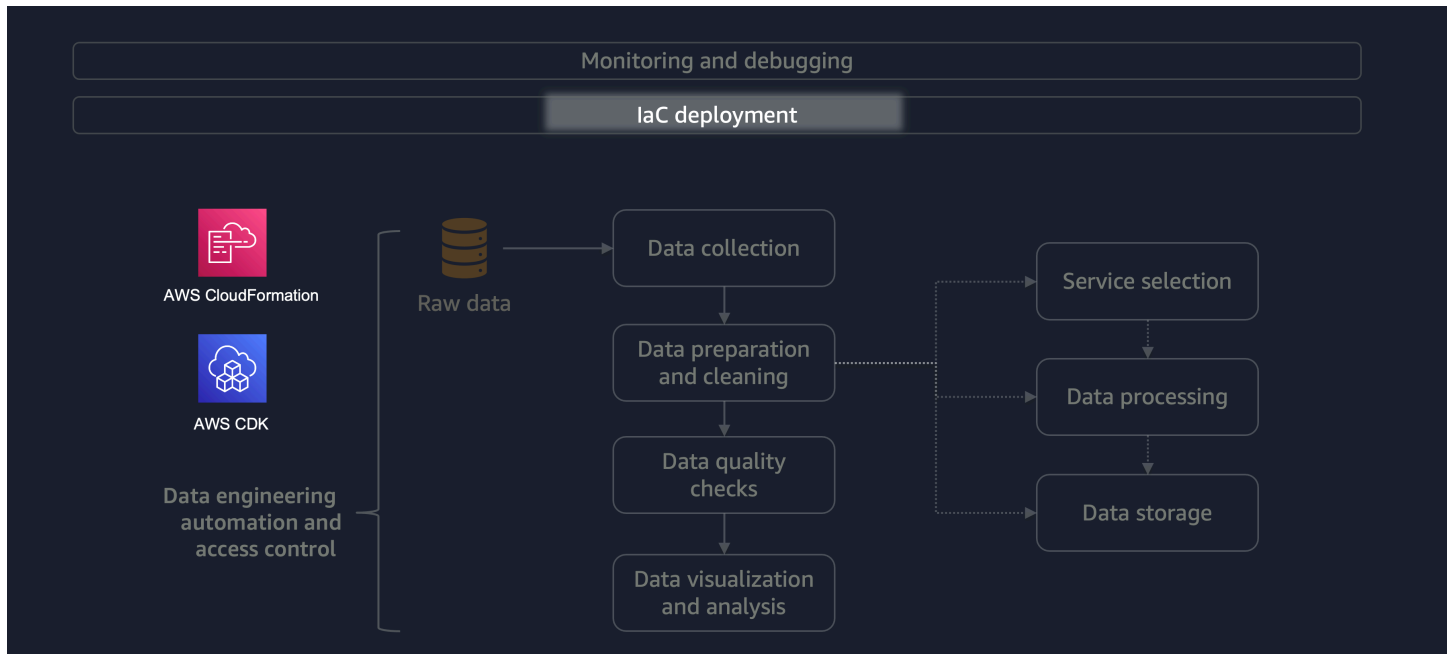 Monitoring and debugging
IaC deployment
AWS CloudFormation
AWS CDK
Data engineering
automation and
access control
Raw data
Data collection
Data preparation
and cleaning
Data quality
checks
Data visualization
and analysis
Service selection
Data processing
Data storage